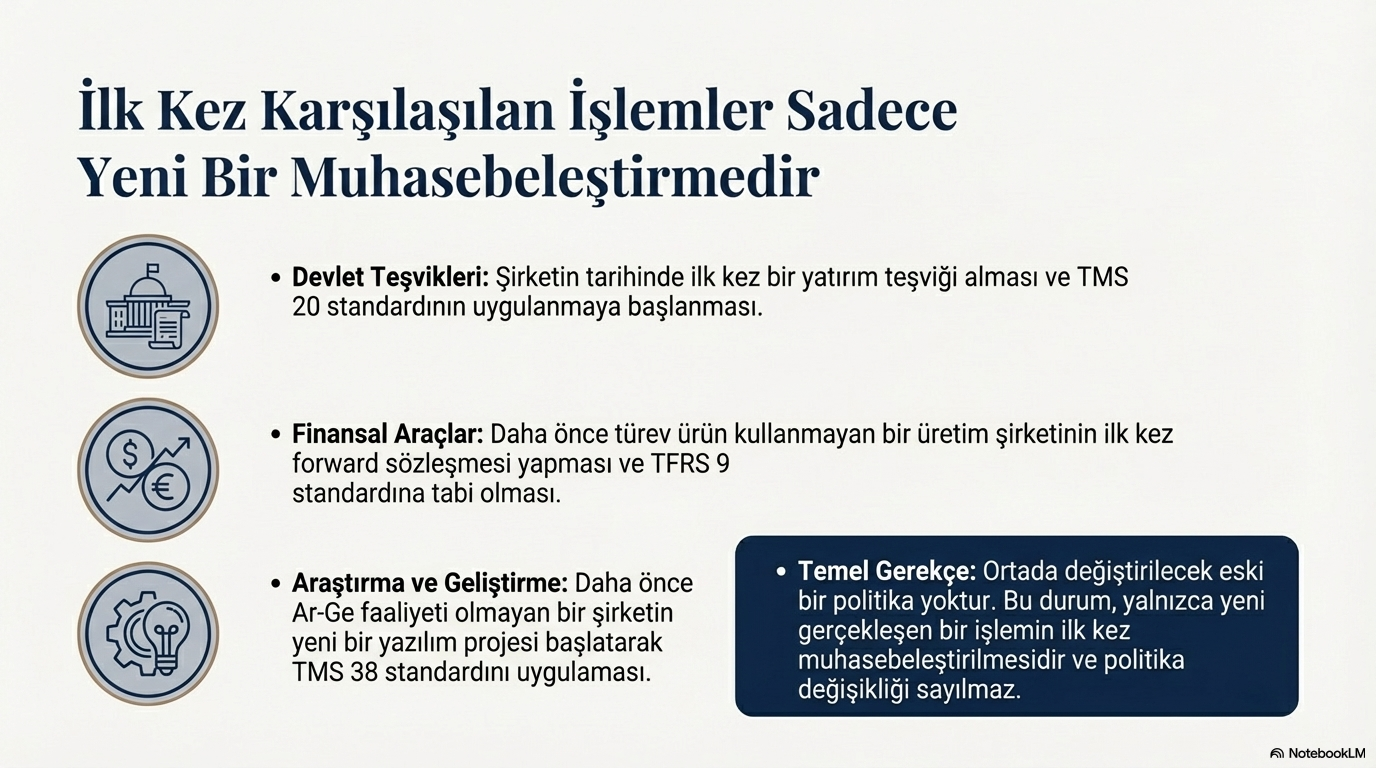 İlk Kez Karşılaşılan İşlemler Sadece
Yeni Bir Muhasebeleştirmedir
• Devlet Teşvikleri: Şirketin tarihinde ilk kez bir yatırım teşviği alması ve TMS
20 standardının uygulanmaya başlanması.
• Finansal Araçlar: Daha önce türev ürün kullanmayan bir üretim şirketinin ilk kez
forward sözleşmesi yapması ve TFRS 9
standardına tabi olması.
• Araştırma ve Geliştirme: Daha önce
Ar-Ge faaliyeti olmayan bir şirketin
yeni bir yazılım projesi başlatarak
TMS 38 standardını uygulaması.
• Temel Gerekçe: Ortada değiştirilecek eski
bir politika yoktur. Bu durum, yalnızca yeni
gerçekleşen bir işlemin ilk kez
muhasebeleştirilmesidir ve politika
değişikliği sayılmaz.
NotebookLM